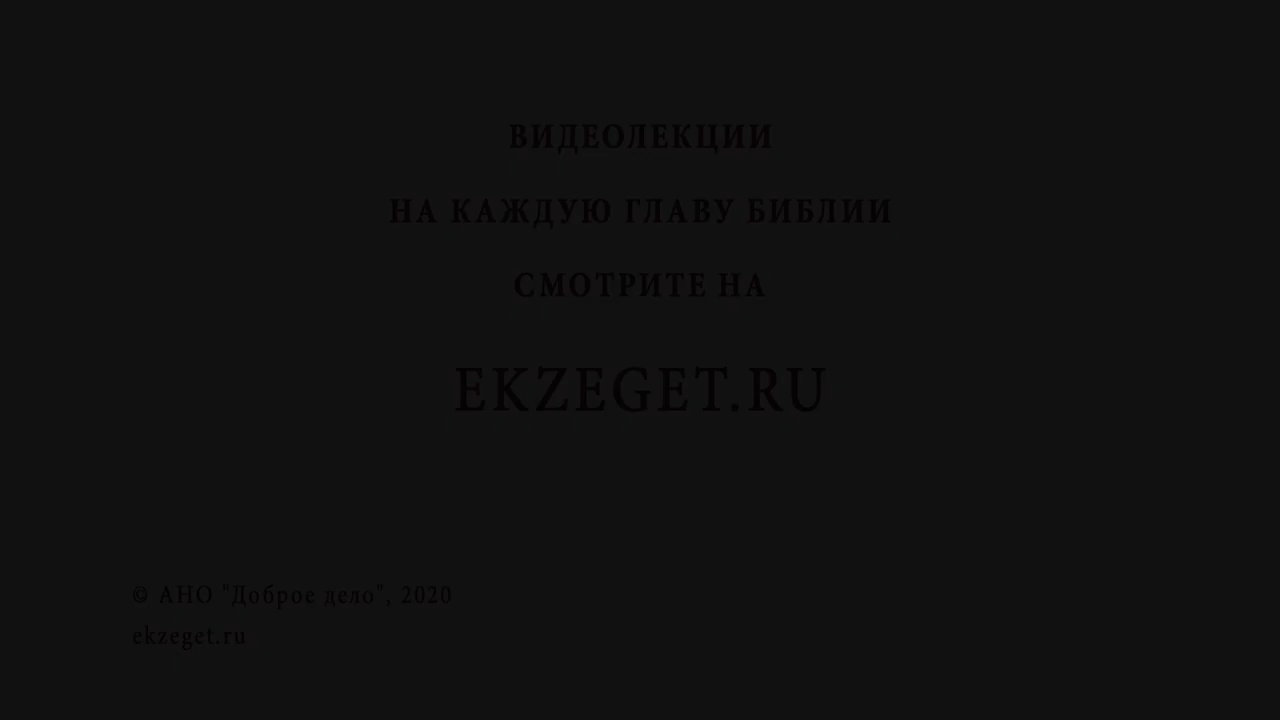 ВИДЕОЛЕКЦИИ
НА КАЖДУЮ ГЛАВУ БИБЛИИ
СМОТРИТЕ НА
EKZEGET.RU
© АНО "Доброе дело", 2020
ekzeget.ru